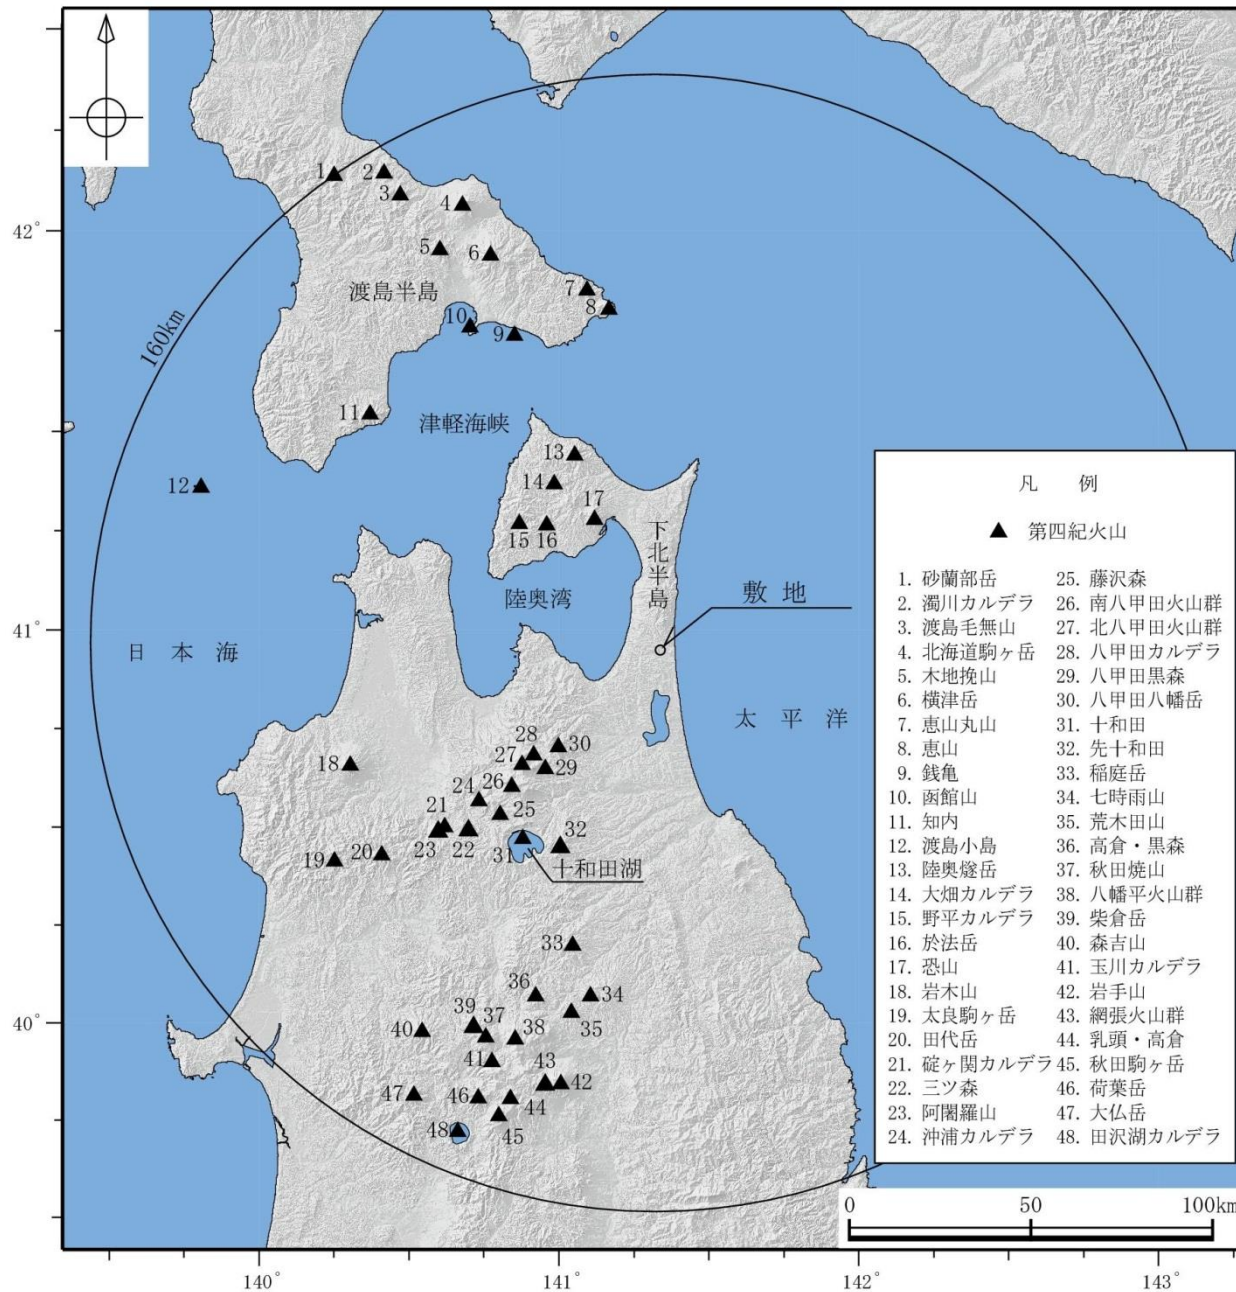 1
2
3
4
42°
5
6
渡島半島
7
8
10
9
160km
11
津軽海峡
12
13
14
17
15
16
下北半島
陸奥湾
敷地
41°
日本海
太平洋
凡 例
▲ 第四紀火山
1. 砂蘭部岳
2. 濁川カルデラ
3. 渡島毛無山
4. 北海道駒ヶ岳
5. 木地挽山
6. 横津岳
7. 恵山丸山
8. 恵山
9. 銭亀
10. 函館山
11. 知内
12. 渡島小島
13. 陸奥燧岳
14. 大畑カルデラ
15. 野平カルデラ
16. 於法岳
17. 恐山
18. 岩木山
19. 太良駒ヶ岳
20. 田代岳
21. 碇ヶ関カルデラ
22. 三ツ森
23. 阿闍羅山
24. 沖浦カルデラ
25. 藤沢森
26. 南八甲田火山群
27. 北八甲田火山群
28. 八甲田カルデラ
29. 八甲田黒森
30. 八甲田八幡岳
31. 十和田
32. 先十和田
33. 稲庭岳
34. 七時雨山
35. 荒木田山
36. 高倉・黒森
37. 秋田焼山
38. 八幡平火山群
39. 柴倉岳
40. 森吉山
41. 玉川カルデラ
42. 岩手山
43. 網張火山群
44. 乳頭・高倉
45. 秋田駒ヶ岳
46. 荷葉岳
47. 大仏岳
48. 田沢湖カルデラ
28
30
27
29
18
26
24
25
21
23
22
32
31
19
20
十和田湖
33
36
34
39
37
35
40
38
41
43
42
47
46
44
45
48
40°
0 50 100km
140° 141° 142° 143°